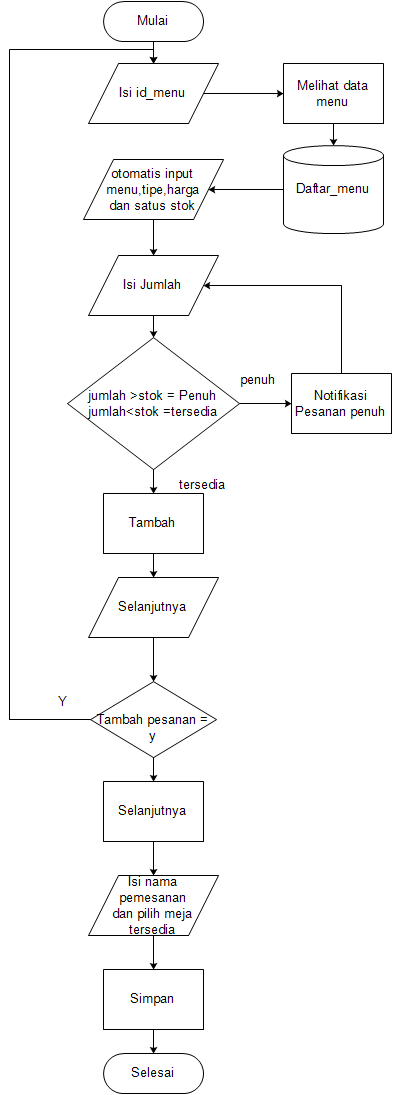 Mulai
Isi id_menu
Melihat data
menu
Daftar_menu
otomatis input
menu,tipe,harga
dan satus stok
Isi Jumlah
jumlah >stok = Penuh
jumlah<stok =tersedia
penuh
Notifikasi
Pesanan penuh
tersedia
Tambah
Selanjutnya
Y
Tambah pesanan =
y
Selanjutnya
Isi nama
pemesanan
dan pilih meja
tersedia
Simpan
Selesai